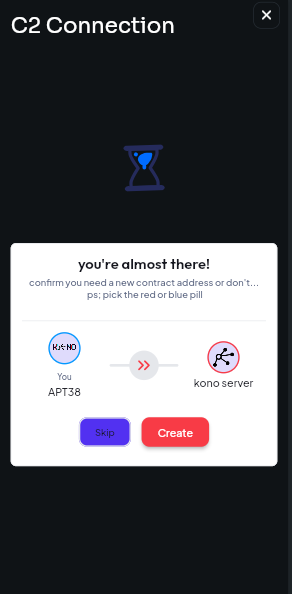 C2 Connection
you're almost there!
confirm you need a new contract address or don't...
ps; pick the red or blue pill
You
APT38
kono server
Skip
Create